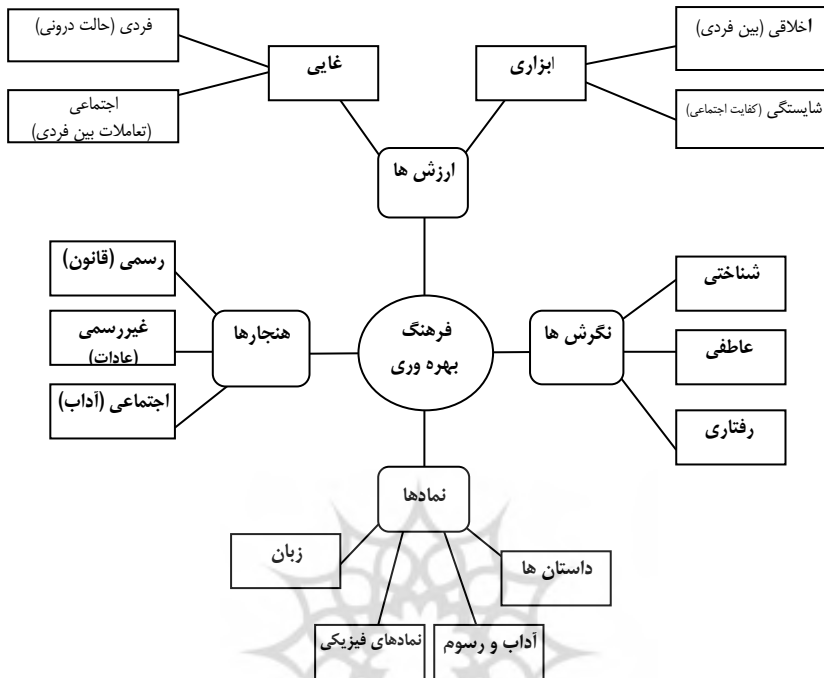 اخلاقی (بین فردی)
فردی (حالت درونی)
ابزاری
غایی
شایستگی (کفایت اجتماعی)
اجتماعی
(تعاملات بین فردی)
ارزش ها
شناختی
رسمی (قانون)
نگرش ها
فرهنگ
بهره وری
هنجارها
عاطفی
غیررسمی
(عادات)
رفتاری
اجتماعی (آداب)
نمادها
داستان ها
زبان
آداب و رسوم
نمادهای فیزیکی